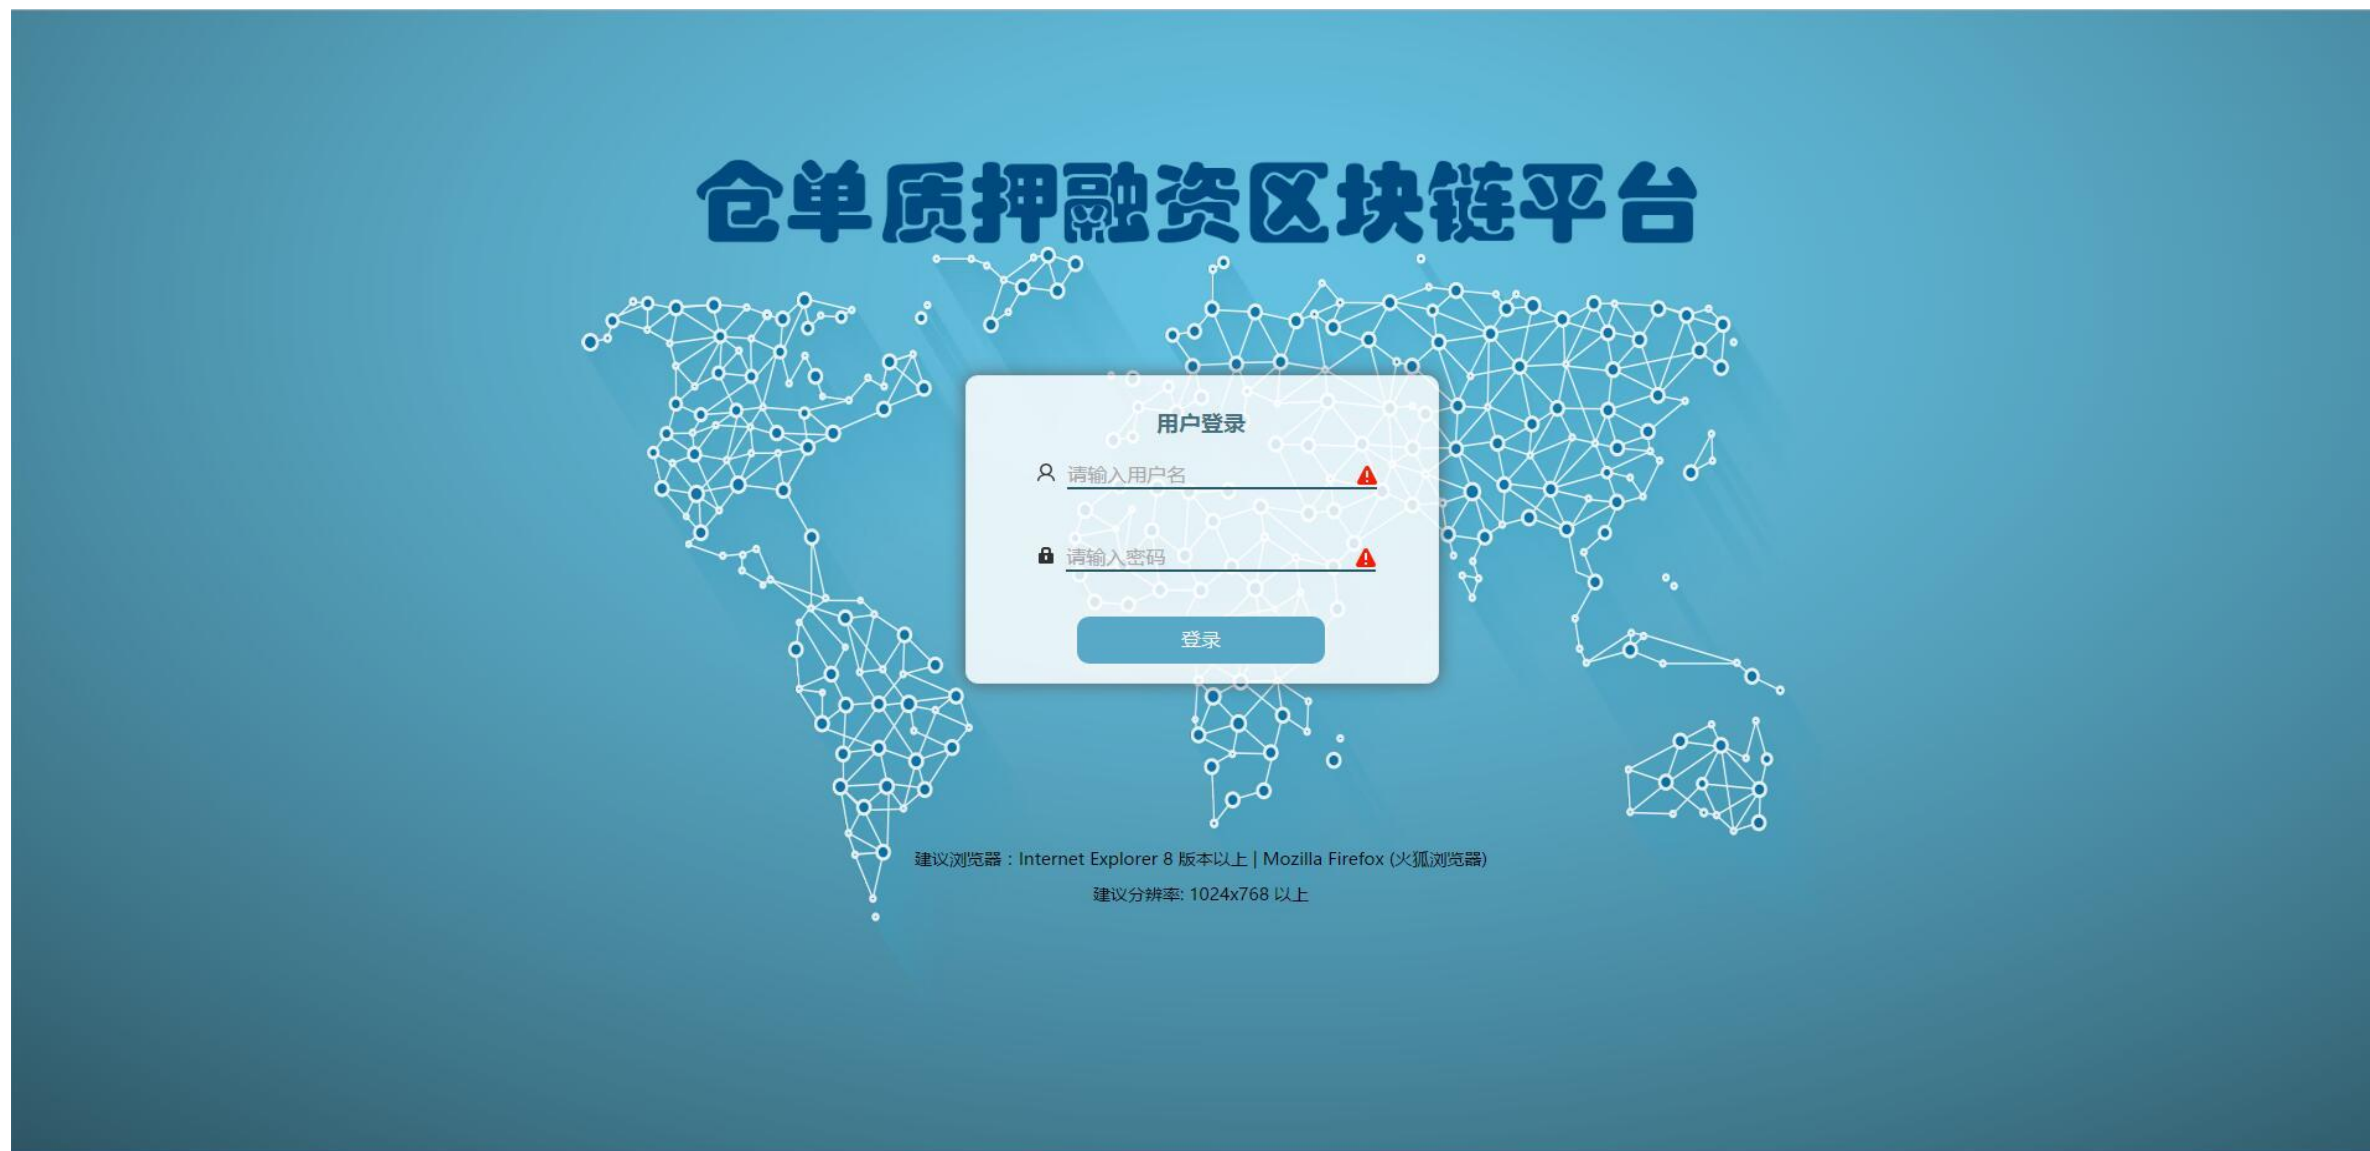 仓单质押融资区块链平台
用户登录
请输入用户名
请输入密码
登录
建议浏览器：Internet Explorer 8 版本以上 | Mozilla Firefox (火狐浏览器)
建议分辨率: 1024x768 以上